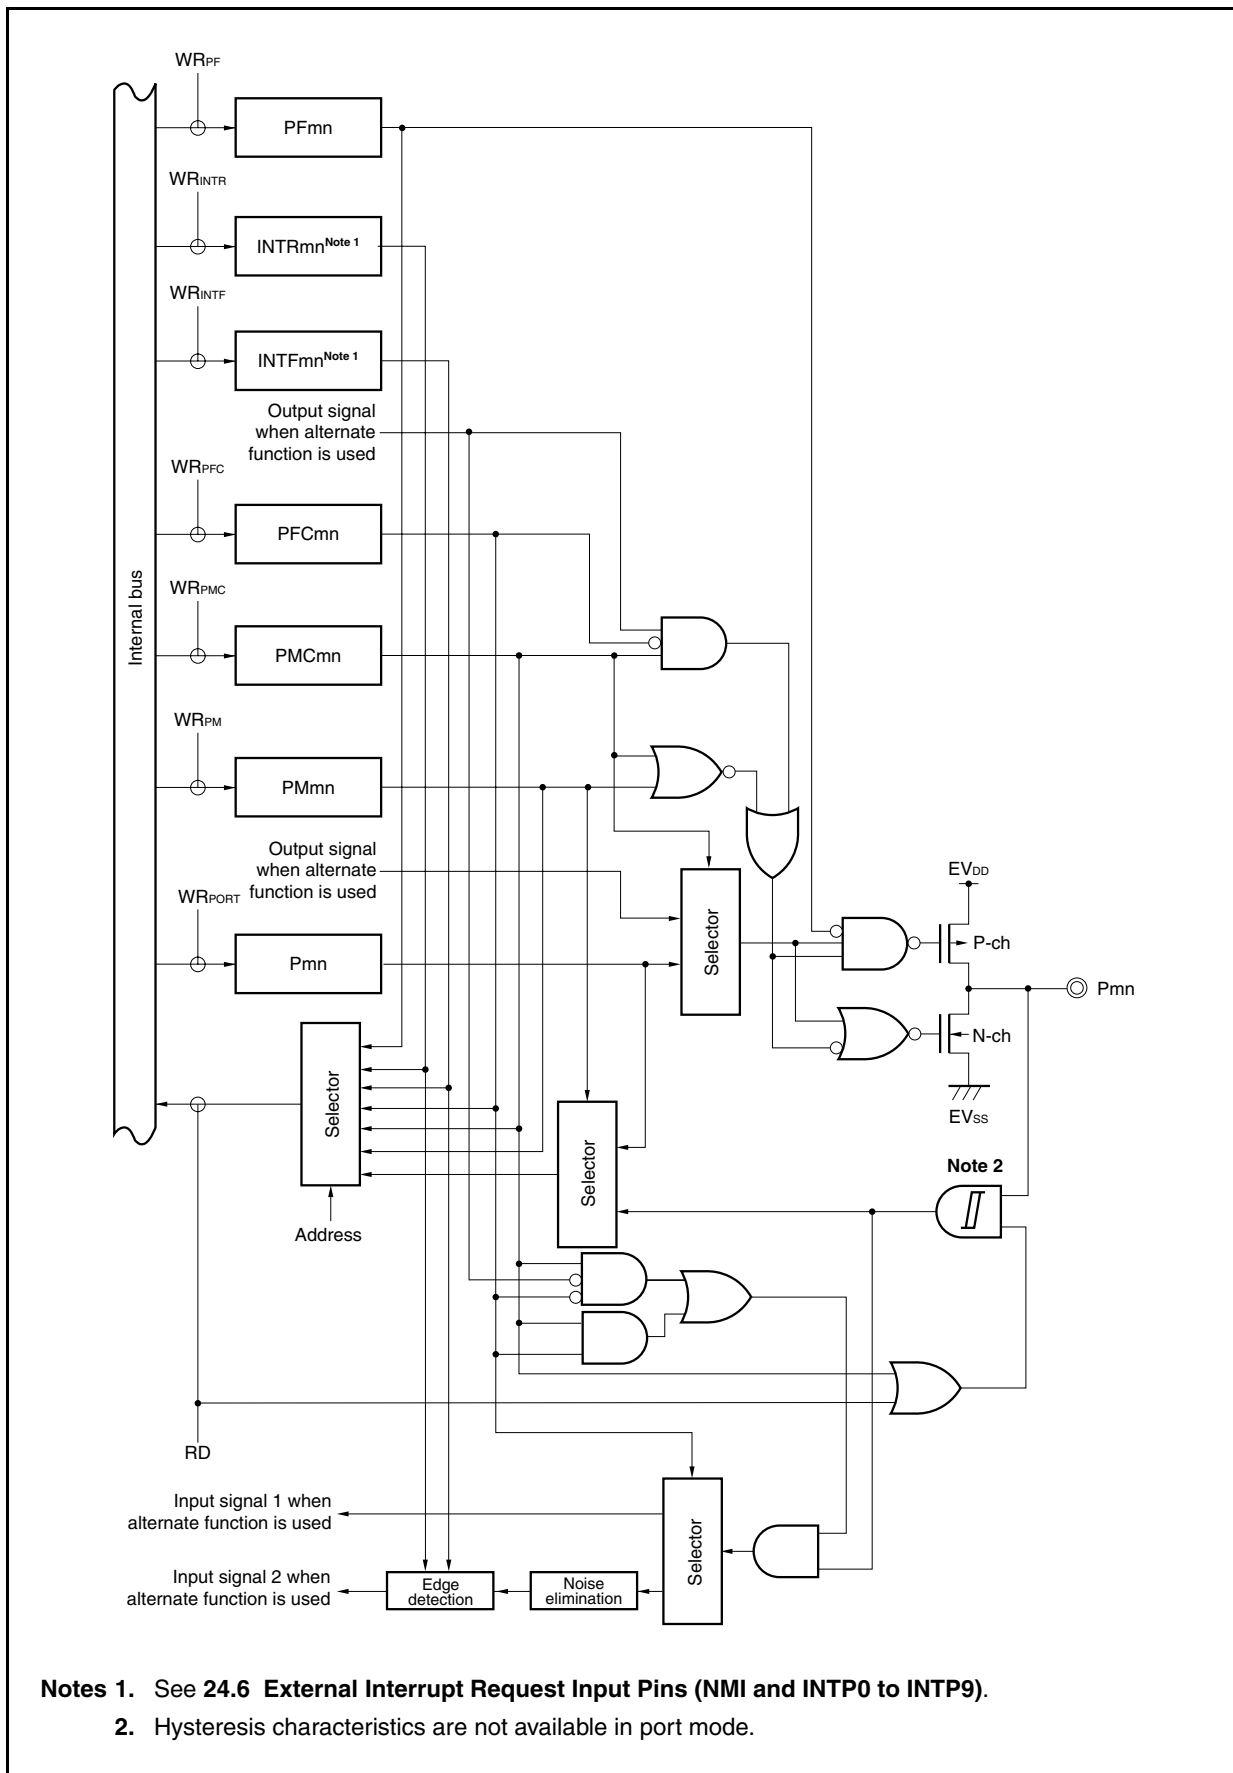 WRPF
PFmn
WRINTR
INTRmnNote 1
WRINTF
INTFmnNote 1
Output signal
when alternate
function is used
WRPFC
PFCmn
Internal bus
WRPMC
PMCmn
WRPM
PMmn
Output signal
when alternate
function is used
WRPORT
Pmn
Selector
EVDD
P-ch
Pmn
N-ch
EVSS
Selector
Selector
Note 2
Address
RD
Input signal 1 when
alternate function is used
Selector
Input signal 2 when
alternate function is used
Edge
detection
Noise
elimination
Notes 1. See 24.6 External Interrupt Request Input Pins (NMI and INTP0 to INTP9).
2. Hysteresis characteristics are not available in port mode.